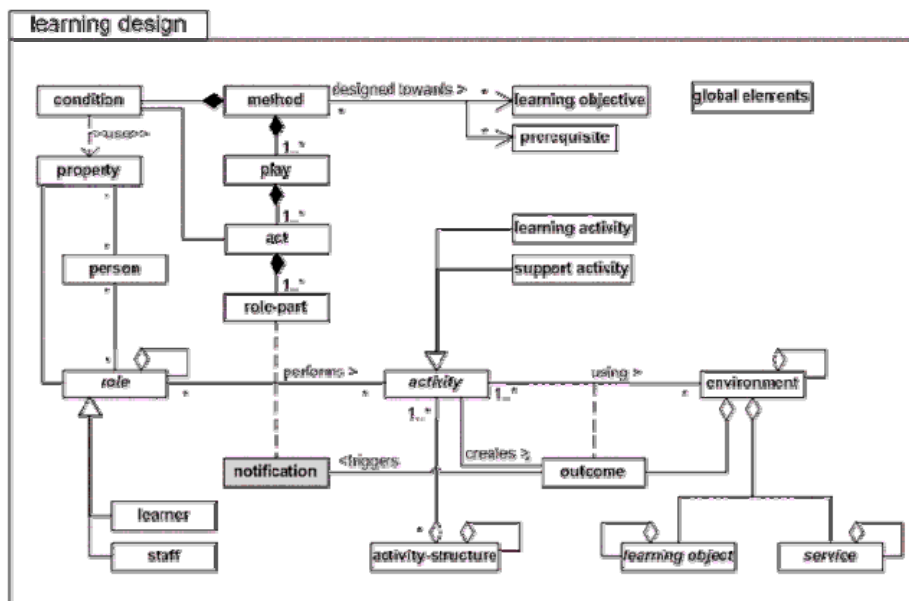 learning design
condition
method
designed towards >
*
*
learning objective
global elements
<<use>>
*
prerequisite
1..*
property
play
*
1..*
act
learning activity
person
support activity
1..*
role-part
*
role
performs >
activity
using >
environment
*
*
1..*
1..*
*
notification
<triggers
creates >
outcome
learner
*
staff
activity-structure
learning object
service